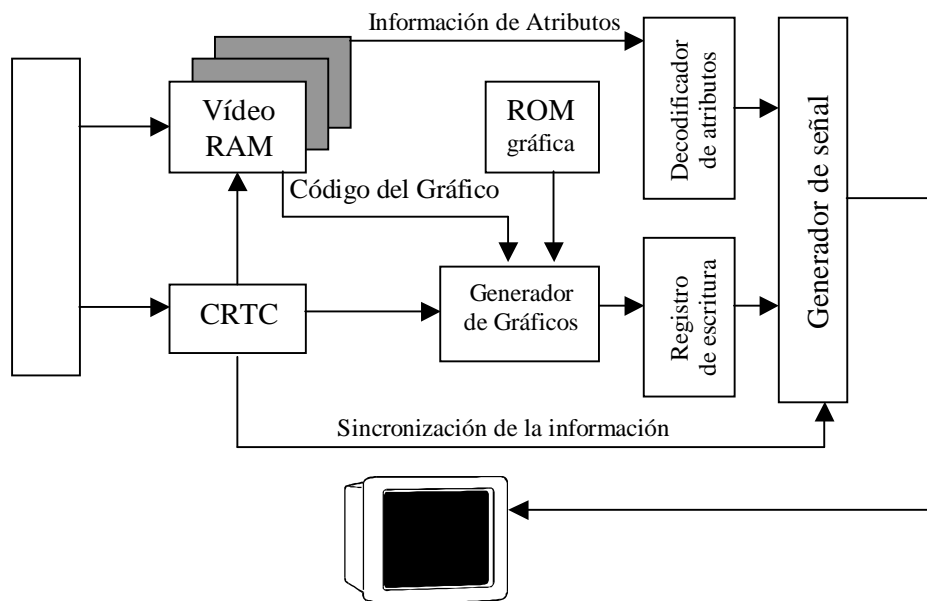 Información de Atributos
Vídeo
RAM
ROM
gráfica
Decodificador
de atributos
Generador de señal
Código del Gráfico
CRTC
Generador
de Gráficos
Registro
de escritura
Sincronización de la información